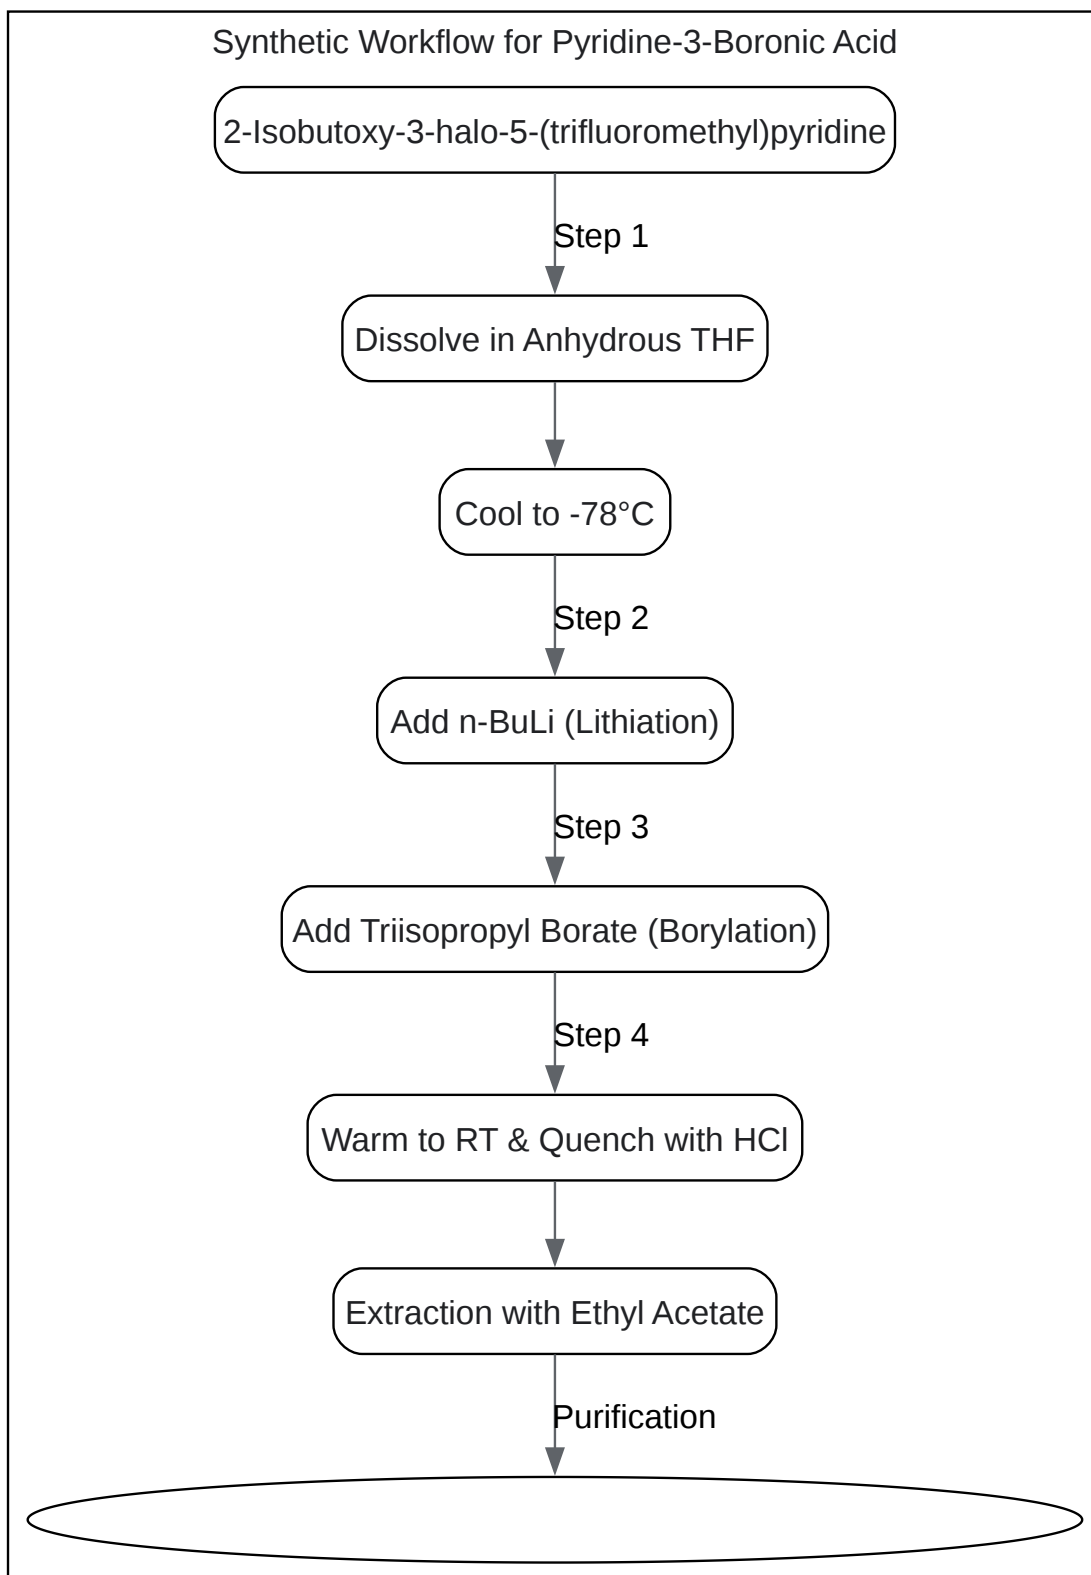 Synthetic Workflow for Pyridine-3-Boronic Acid
2-Isobutoxy-3-halo-5-(trifluoromethyl)pyridine
Step 1
Dissolve in Anhydrous THF
Cool to -78°C
Step 2
Add n-BuLi (Lithiation)
Step 3
Add Triisopropyl Borate (Borylation)
Step 4
Warm to RT & Quench with HCl
Extraction with Ethyl Acetate
Purification